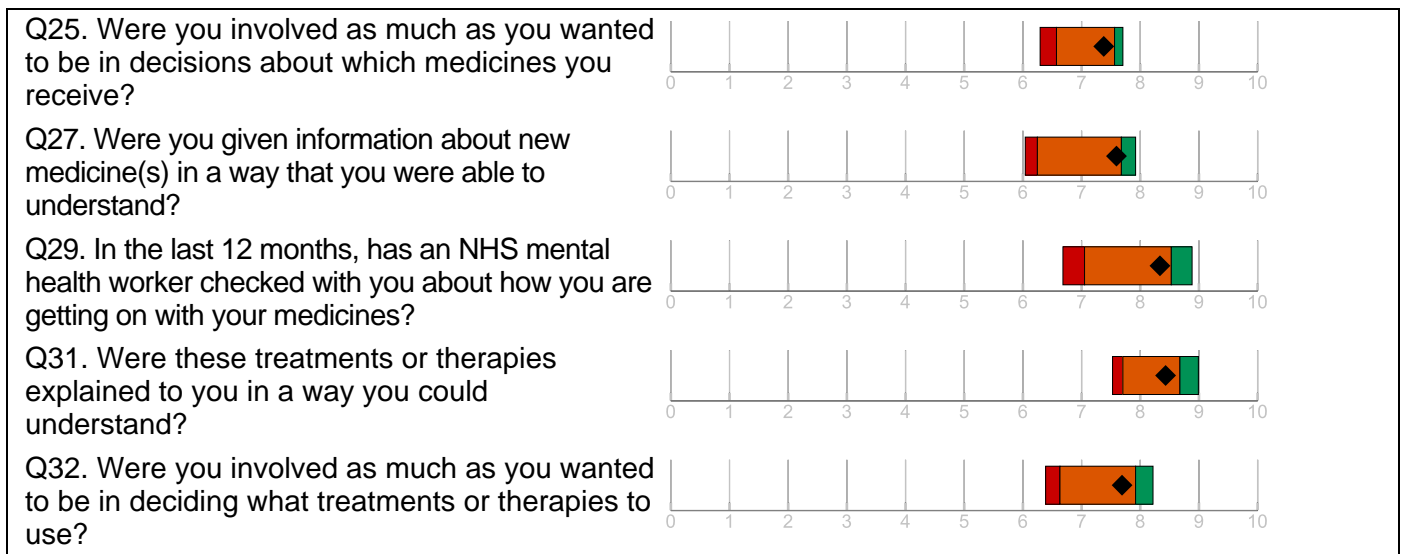 Q25. Were you involved as much as you wanted
to be in decisions about which medicines you
receive?
0 1 2 3 4 5 6 7 8 9 10
Q27. Were you given information about new
medicine(s) in a way that you were able to
understand?
0 1 2 3 4 5 6 7 8 9 10
Q29. In the last 12 months, has an NHS mental
health worker checked with you about how you are
getting on with your medicines?
0 1 2 3 4 5 6 7 8 9 10
Q31. Were these treatments or therapies
explained to you in a way you could
understand?
0 1 2 3 4 5 6 7 8 9 10
Q32. Were you involved as much as you wanted
to be in deciding what treatments or therapies to
use?
0 1 2 3 4 5 6 7 8 9 10